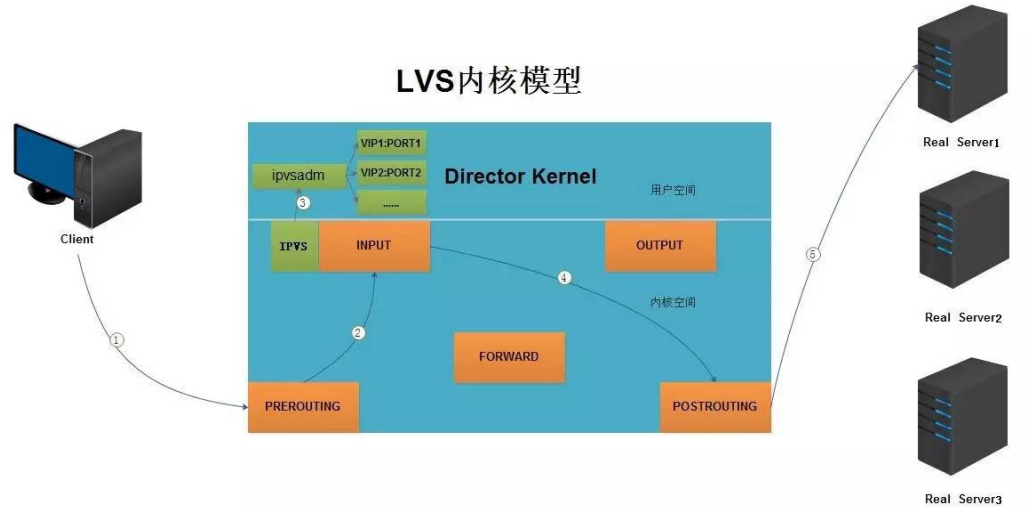 LVS内核模型
VIP1:PORT1
ipvsadm
VIP2:PORT2
Director Kernel
用户空间
......
3
IPVS
INPUT
OUTPUT
4
内核空间
2
FORWARD
PREROUTING
POSTROUTING
Client
1
5
Real Server1
Real Server2
Real Server3